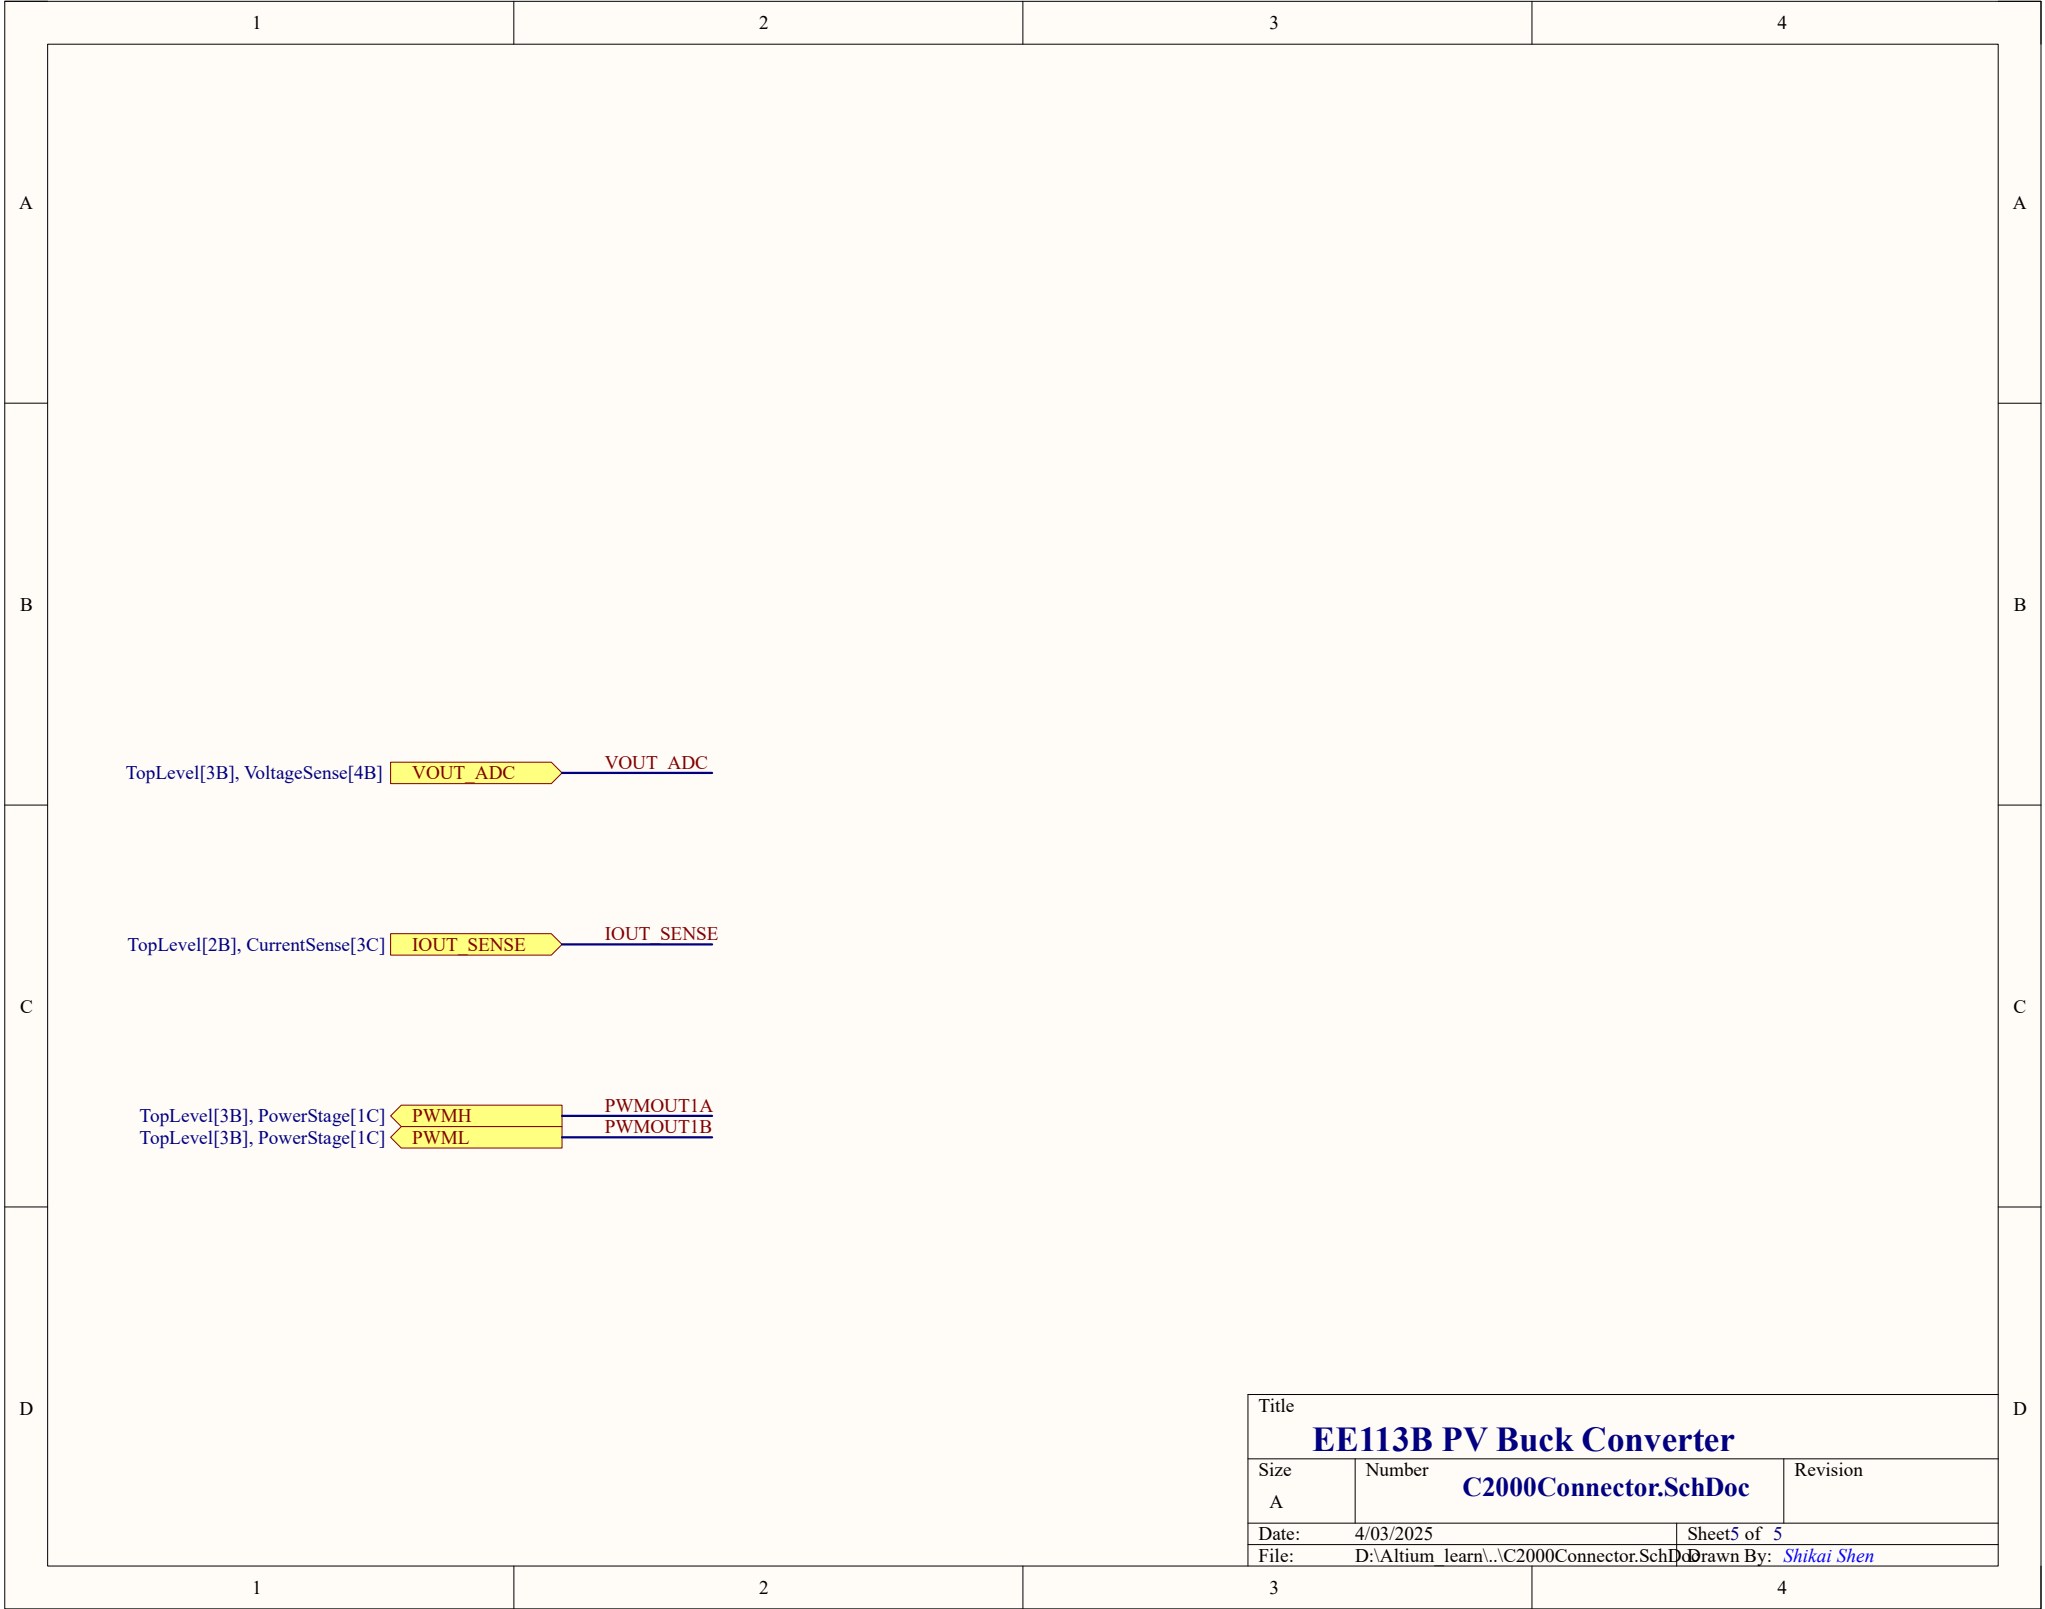 1 2 3 4
A A
B B
VOUT_ADC
TopLevel[3B], VoltageSense[4B] VOUT_ADC
IOUT_SENSE
TopLevel[2B], CurrentSense[3C] IOUT_SENSE
C C
PWMOUT1A
TopLevel[3B], PowerStage[1C] PWMH
PWMOUT1B
TopLevel[3B], PowerStage[1C] PWML
D D
Title
EE113B PV Buck Converter
Size Number Revision
C2000Connector.SchDoc
A
Date: 4/03/2025 Sheet5 of 5
File: D:\Altium_learn\..\C2000Connector.SchDoc Drawn By: Shikai Shen
1 2 3 4